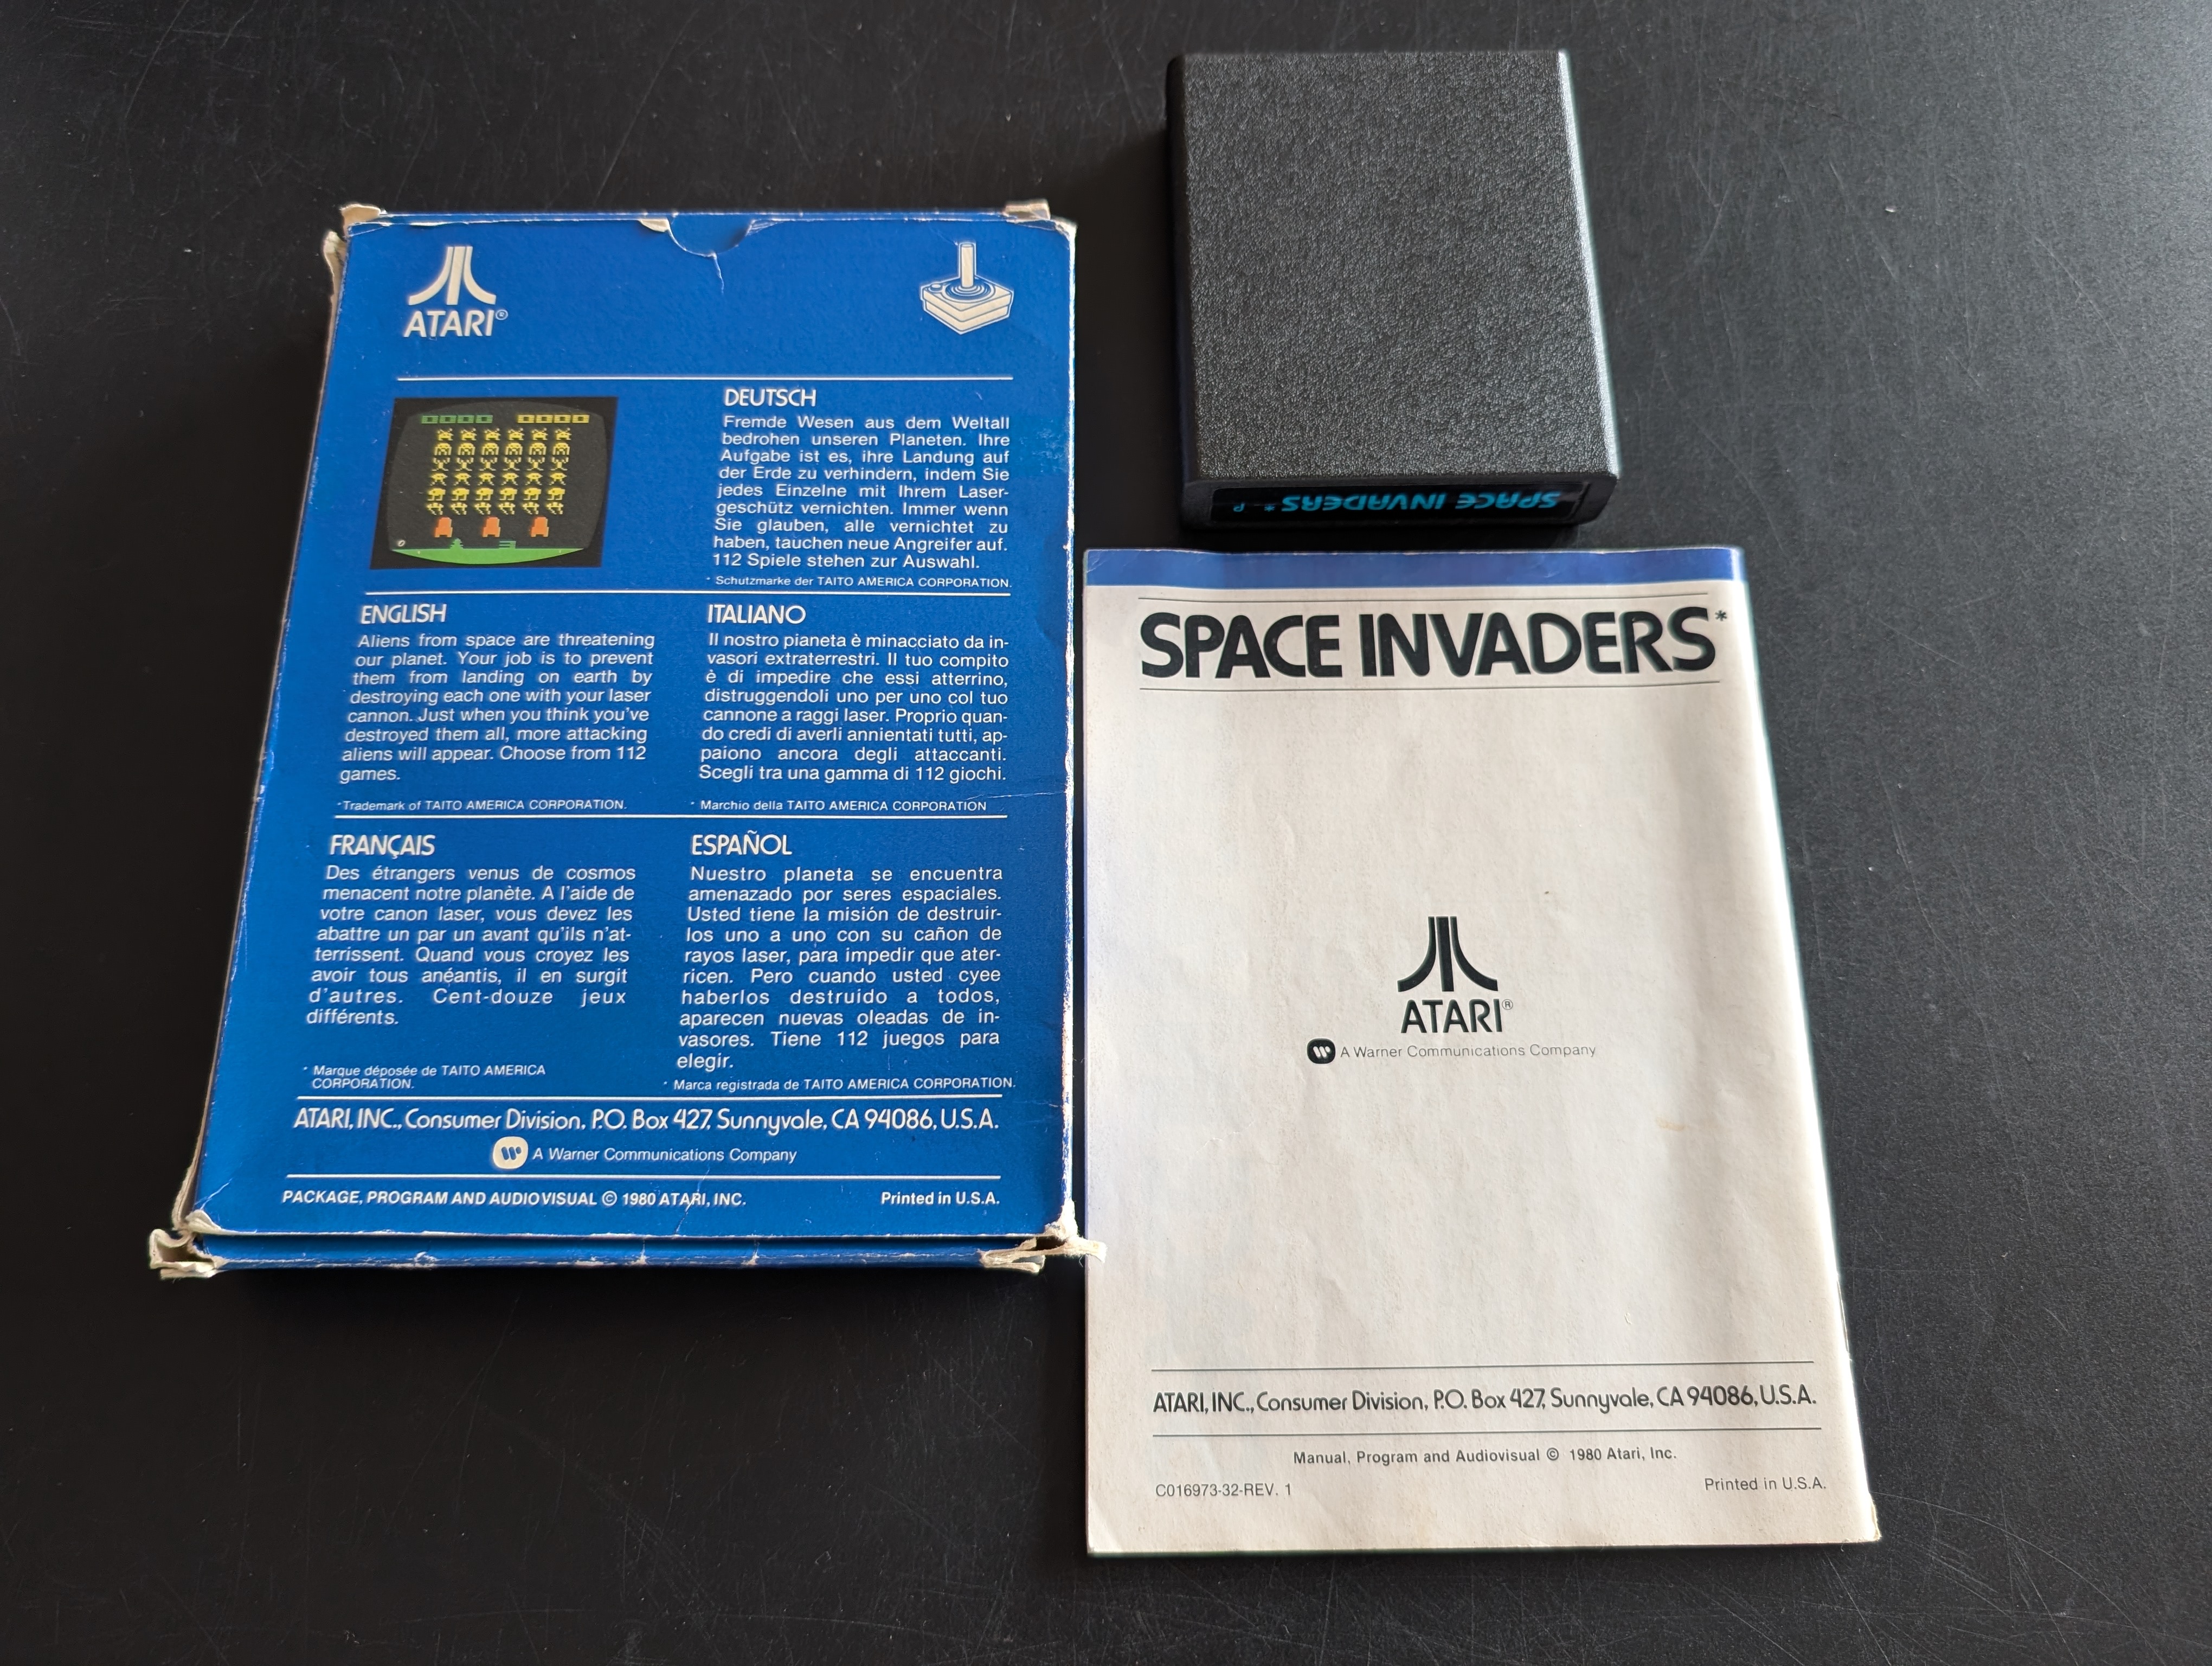 ATARI®
0000 0000
DEUTSCH
Fremde Wesen aus dem Weltall
bedrohen unseren Planeten. Ihre
Aufgabe ist es, ihre Landung auf
der Erde zu verhindern, indem Sie
jedes Einzelne mit Ihrem Laser-
geschütz vernichten. Immer wenn
Sie glauben, alle vernichtet zu
haben, tauchen neue Angreifer auf.
112 Spiele stehen zur Auswahl.
* Schutzmarke der TAITO AMERICA CORPORATION.
ENGLISH
Aliens from space are threatening
our planet. Your job is to prevent
them from landing on earth by
destroying each one with your laser
cannon. Just when you think you've
destroyed them all, more attacking
aliens will appear. Choose from 112
games.
*Trademark of TAITO AMERICA CORPORATION.
ITALIANO
Il nostro pianeta è minacciato da in-
vasori extraterrestri. Il tuo compito
è di impedire che essi atterrino,
distruggendoli uno per uno col tuo
cannone a raggi laser. Proprio quan-
do credi di averli annientati tutti, ap-
paiono ancora degli attaccanti.
Scegli tra una gamma di 112 giochi.
* Marchio della TAITO AMERICA CORPORATION
FRANÇAIS
Des étrangers venus de cosmos
menacent notre planète. A l'aide de
votre canon laser, vous devez les
abattre un par un avant qu'ils n'at-
terrissent. Quand vous croyez les
avoir tous anéantis, il en surgit
d'autres. Cent-douze jeux
différents.
* Marque déposée de TAITO AMERICA
CORPORATION.
ESPAÑOL
Nuestro planeta se encuentra
amenazado por seres espaciales.
Usted tiene la misión de destruir-
los uno a uno con su cañon de
rayos laser, para impedir que ater-
ricen. Pero cuando usted cyee
haberlos destruido a todos,
aparecen nuevas oleadas de in-
vasores. Tiene 112 juegos para
elegir.
* Marca registrada de TAITO AMERICA CORPORATION.
ATARI, INC., Consumer Division, P.O. Box 427, Sunnyvale, CA 94086, U.S.A.
A Warner Communications Company
PACKAGE, PROGRAM AND AUDIOVISUAL © 1980 ATARI, INC. Printed in U.S.A.
SPACE INVADERS * P
SPACE INVADERS*
ATARI®
A Warner Communications Company
ATARI, INC., Consumer Division, P.O. Box 427, Sunnyvale, CA 94086, U.S.A.
Manual, Program and Audiovisual © 1980 Atari, Inc.
C016973-32-REV. 1 Printed in U.S.A.